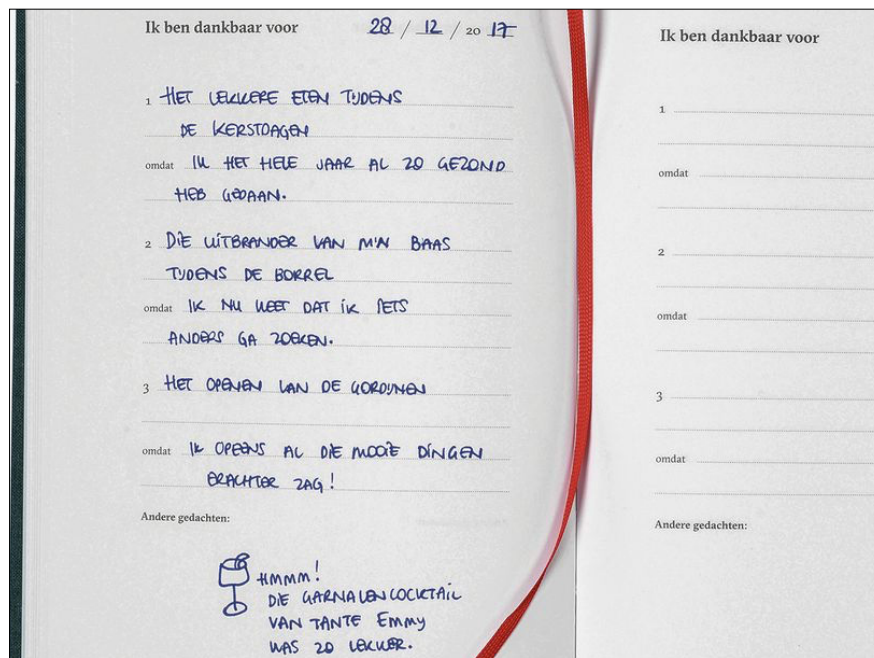 Ik ben dankbaar voor 28 / 12 / 20 17
1 HET LEKKERE ETEN TIJDENS
DE KERSTDAGEN
omdat IK HET HELE JAAR AL ZO GEZOND
HEB GEDAAN.
2 DIE UITBRANDER VAN M'N BAAS
TIJDENS DE BORREL
omdat IK NU WEET DAT IK IETS
ANDERS GA ZOEKEN.
3 HET OPENEN VAN DE GORDIJNEN
omdat IK OPEENS AL DIE MOOIE DINGEN
ERACHTER ZAG!
Andere gedachten:
HMMM!
DIE GARNALENCOCKTAIL
VAN TANTE EMMY
WAS ZO LEKKER.
Ik ben dankbaar voor
1
omdat
2
omdat
3
omdat
Andere gedachten: